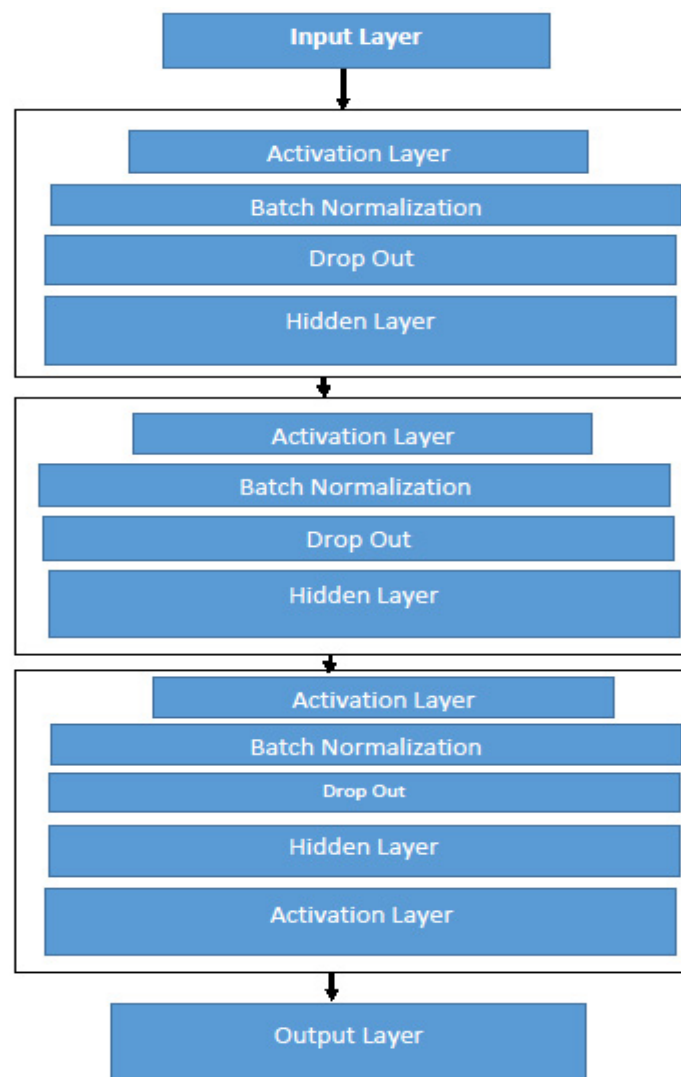 Input Layer
Activation Layer
Batch Normalization
Drop Out
Hidden Layer
Activation Layer
Batch Normalization
Drop Out
Hidden Layer
Activation Layer
Batch Normalization
Drop Out
Hidden Layer
Activation Layer
Output Layer